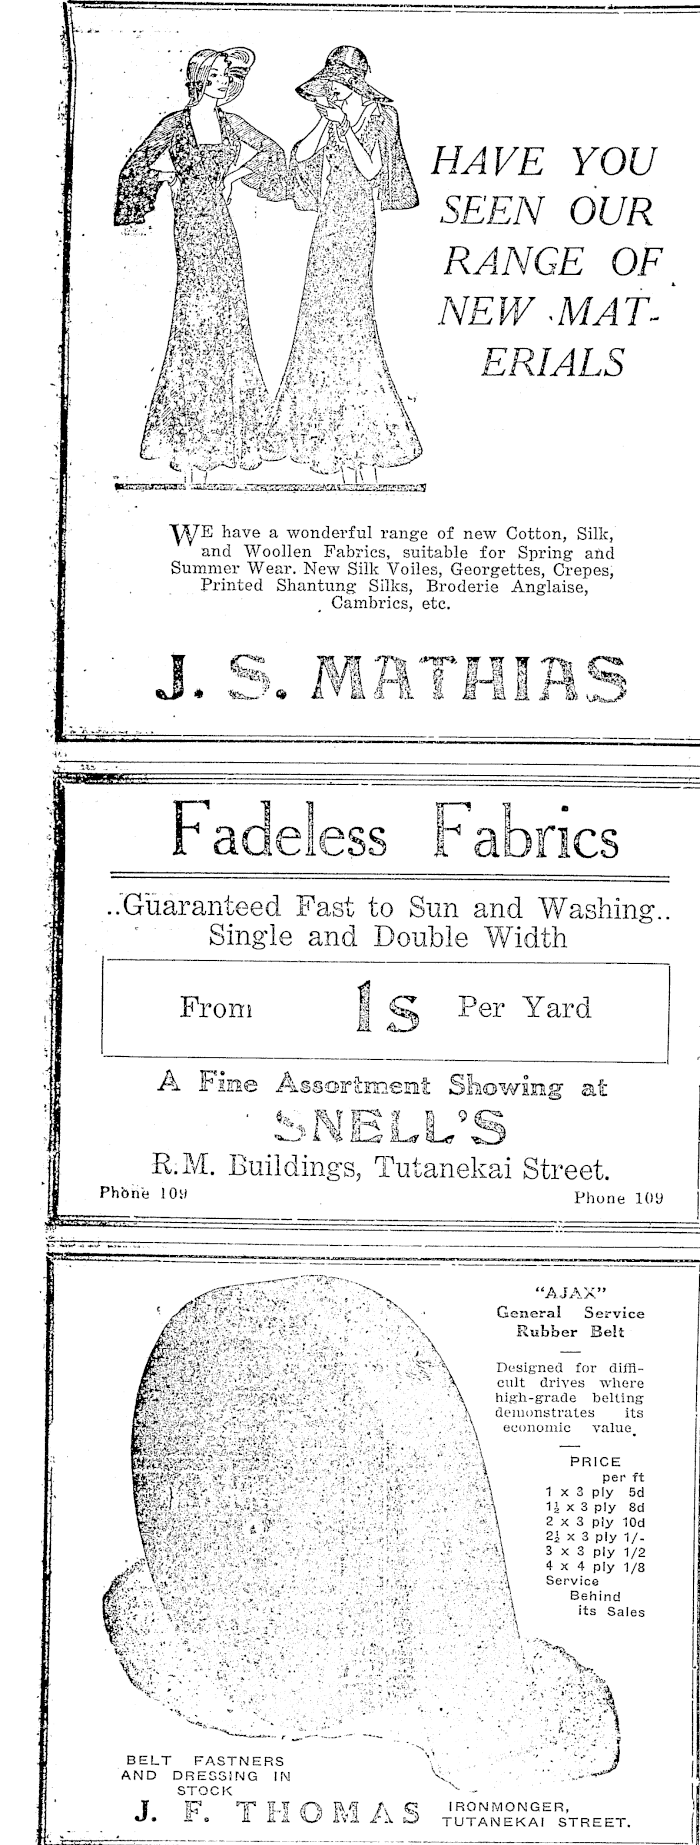 HAVE YOU
SEEN OUR
RANGE OF
NEW MAT-
ERIALS
WE have a wonderful range of new Cotton, Silk,
and Woollen Fabrics, suitable for Spring and
Summer Wear. New Silk Voiles, Georgettes, Crepes,
Printed Shantung Silks, Broderie Anglaise,
Cambrics, etc.
J. S. MATHIAS
Fadeless Fabrics
..Guaranteed Fast to Sun and Washing..
Single and Double Width
From 1s Per Yard
A Fine Assortment Showing at
SNELL'S
R.M. Buildings, Tutanekai Street.
Phone 109 Phone 109
"AJAX"
General Service
Rubber Belt
Designed for diffi-
cult drives where
high-grade belting
demonstrates its
economic value.
PRICE
per ft
1 x 3 ply 5d
1½ x 3 ply 8d
2 x 3 ply 10d
2½ x 3 ply 1/-
3 x 3 ply 1/2
4 x 4 ply 1/8
Service
Behind
its Sales
BELT FASTNERS
AND DRESSING IN
STOCK
J. F. THOMAS IRONMONGER,
TUTANEKAI STREET.